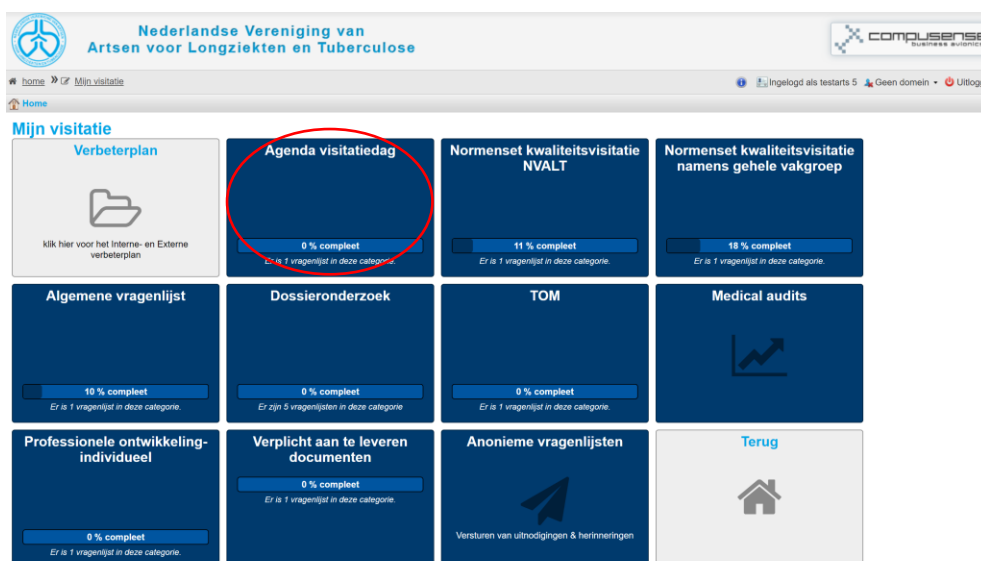 Nederlandse Vereniging van
Artsen voor Longziekten en Tuberculose
compusense
business avionics
home » Mijn visitatie
Ingelogd als testarts 5 Geen domein Uitlogg
Home
Mijn visitatie
Verbeterplan
klik hier voor het Interne- en Externe
verbeterplan
Agenda visitatiedag
0 % compleet
Er is 1 vragenlijst in deze categorie.
Normenset kwaliteitsvisitatie
NVALT
11 % compleet
Er is 1 vragenlijst in deze categorie.
Normenset kwaliteitsvisitatie
namens gehele vakgroep
18 % compleet
Er is 1 vragenlijst in deze categorie.
Algemene vragenlijst
10 % compleet
Er is 1 vragenlijst in deze categorie.
Dossieronderzoek
0 % compleet
Er zijn 5 vragenlijsten in deze categorie
TOM
0 % compleet
Er is 1 vragenlijst in deze categorie.
Medical audits
Professionele ontwikkeling-
individueel
0 % compleet
Er is 1 vragenlijst in deze categorie.
Verplicht aan te leveren
documenten
0 % compleet
Er is 1 vragenlijst in deze categorie.
Anonieme vragenlijsten
Versturen van uitnodigingen & herinneringen
Terug